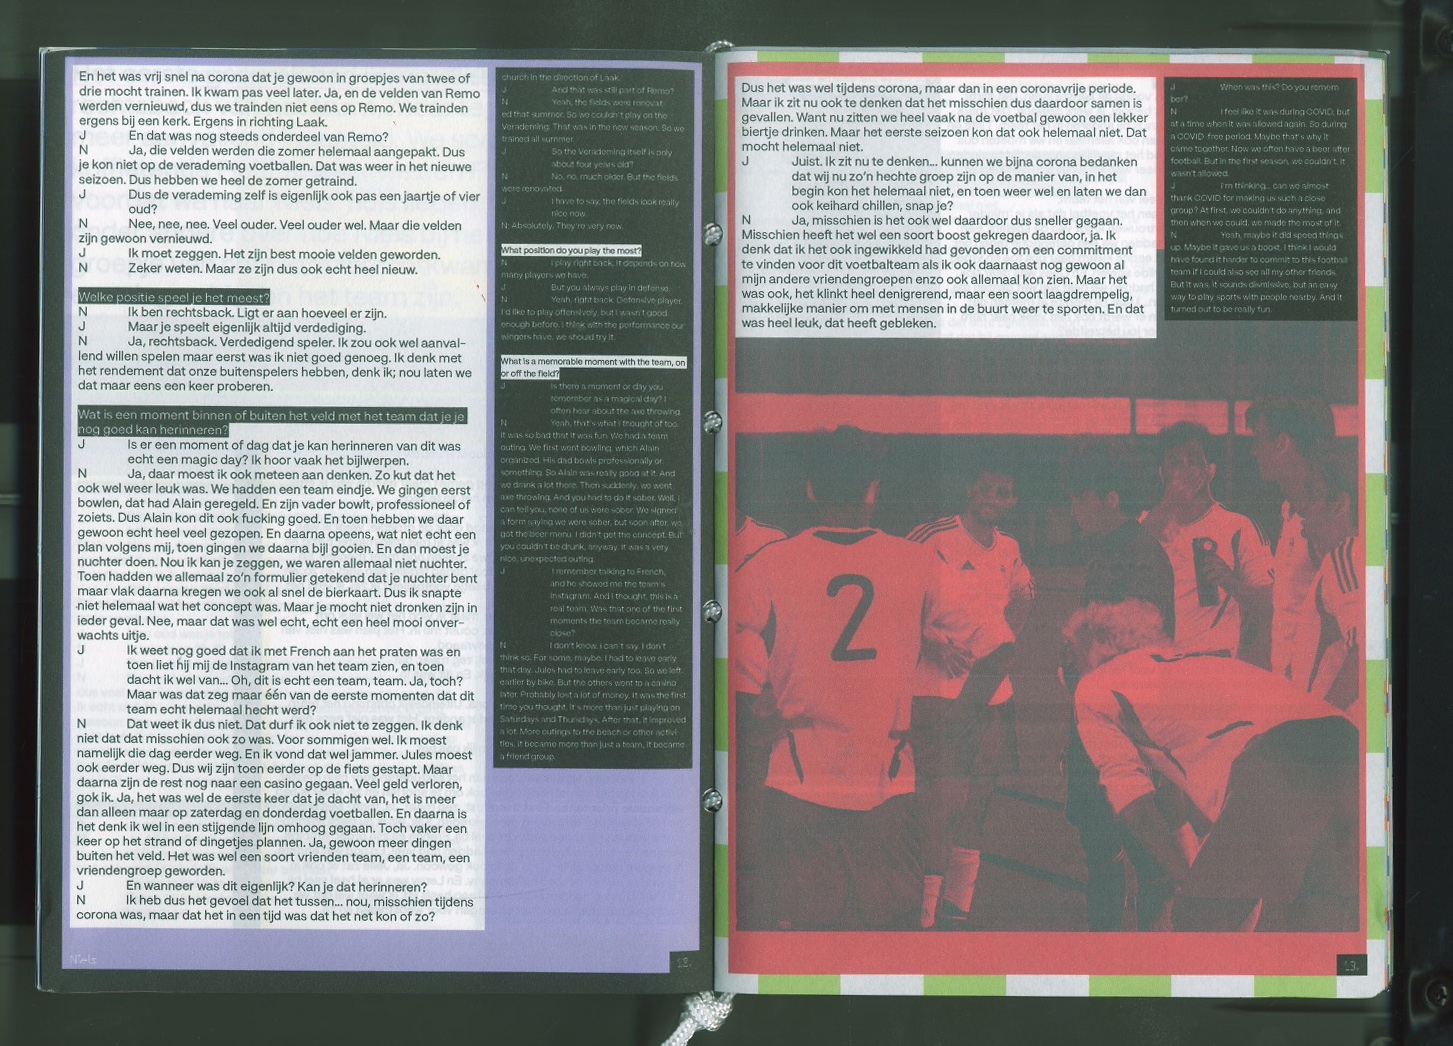 En het was vrij snel na corona dat je gewoon in groepjes van twee of
drie mocht trainen. Ik kwam pas veel later. Ja, en de velden van Remo
werden vernieuwd, dus we trainden niet eens op Remo. We trainden
ergens bij een kerk. Ergens in richting Laak.
J En dat was nog steeds onderdeel van Remo?
N Ja, die velden werden die zomer helemaal aangepakt. Dus
je kon niet op de verademing voetballen. Dat was weer in het nieuwe
seizoen. Dus hebben we heel de zomer getraind.
J Dus de verademing zelf is eigenlijk ook pas een jaartje of vier
oud?
N Nee, nee, nee. Veel ouder. Veel ouder wel. Maar die velden
zijn gewoon vernieuwd.
J Ik moet zeggen. Het zijn best mooie velden geworden.
N Zeker weten. Maar ze zijn dus ook echt heel nieuw.
Welke positie speel je het meest?
N Ik ben rechtsback. Ligt er aan hoeveel er zijn.
J Maar je speelt eigenlijk altijd verdediging.
N Ja, rechtsback. Verdedigend speler. Ik zou ook wel aanval-
lend willen spelen maar eerst was ik niet goed genoeg. Ik denk met
het rendement dat onze buitenspelers hebben, denk ik; nou laten we
dat maar eens een keer proberen.
Wat is een moment binnen of buiten het veld met het team dat je je
nog goed kan herinneren?
J Is er een moment of dag dat je kan herinneren van dit was
echt een magic day? Ik hoor vaak het bijlwerpen.
N Ja, daar moest ik ook meteen aan denken. Zo kut dat het
ook wel weer leuk was. We hadden een team eindje. We gingen eerst
bowlen, dat had Alain geregeld. En zijn vader bowlt, professioneel of
zoiets. Dus Alain kon dit ook fucking goed. En toen hebben we daar
gewoon echt heel veel gezopen. En daarna opeens, wat niet echt een
plan volgens mij, toen gingen we daarna bijl gooien. En dan moest je
nuchter doen. Nou ik kan je zeggen, we waren allemaal niet nuchter.
Toen hadden we allemaal zo'n formulier getekend dat je nuchter bent
maar vlak daarna kregen we ook al snel de bierkaart. Dus ik snapte
niet helemaal wat het concept was. Maar je mocht niet dronken zijn in
ieder geval. Nee, maar dat was wel echt, echt een heel mooi onver-
wachts uitje.
J Ik weet nog goed dat ik met French aan het praten was en
toen liet hij mij de Instagram van het team zien, en toen
dacht ik wel van... Oh, dit is echt een team, team. Ja, toch?
Maar was dat zeg maar één van de eerste momenten dat dit
team echt helemaal hecht werd?
N Dat weet ik dus niet. Dat durf ik ook niet te zeggen. Ik denk
niet dat dat misschien ook zo was. Voor sommigen wel. Ik moest
namelijk die dag eerder weg. En ik vond dat wel jammer. Jules moest
ook eerder weg. Dus wij zijn toen eerder op de fiets gestapt. Maar
daarna zijn de rest nog naar een casino gegaan. Veel geld verloren,
gok ik. Ja, het was wel de eerste keer dat je dacht van, het is meer
dan alleen maar op zaterdag en donderdag voetballen. En daarna is
het denk ik wel in een stijgende lijn omhoog gegaan. Toch vaker een
keer op het strand of dingetjes plannen. Ja, gewoon meer dingen
buiten het veld. Het was wel een soort vrienden team, een team, een
vriendengroep geworden.
J En wanneer was dit eigenlijk? Kan je dat herinneren?
N Ik heb dus het gevoel dat het tussen... nou, misschien tijdens
corona was, maar dat het in een tijd was dat het net kon of zo?
Niels
church in the direction of Laak.
J And that was still part of Remo?
N Yeah, the fields were renovat
ed that summer. So we couldn't play on the
Verademing. That was in the new season. So we
trained all summer.
J So the Verademing itself is only
about four years old?
N No, no, much older. But the fields
were renovated.
J I have to say, the fields look really
nice now.
N: Absolutely. They're very new.
What position do you play the most?
N I play right back. It depends on how
many players we have.
J But you always play in defense.
N Yeah, right back. Defensive player.
I'd like to play offensively, but I wasn't good
enough before. I think with the performance our
wingers have, we should try it.
What is a memorable moment with the team, on
or off the field?
J Is there a moment or day you
remember as a magical day? I
often hear about the axe throwing.
N Yeah, that's what I thought of too.
It was so bad that it was fun. We had a team
outing. We first went bowling, which Alain
organized. His dad bowls professionally or
something. So Alain was really good at it. And
we drank a lot there. Then suddenly, we went
axe throwing. And you had to do it sober. Well, I
can tell you, none of us were sober. We signed
a form saying we were sober, but soon after, we
got the beer menu. I didn't get the concept. But
you couldn't be drunk, anyway. It was a very
nice, unexpected outing.
J I remember talking to French,
and he showed me the team's
Instagram. And I thought, this is a
real team. Was that one of the first
moments the team became really
close?
N I don't know. I can't say. I don't
think so. For some, maybe. I had to leave early
that day. Jules had to leave early too. So we left
earlier by bike. But the others went to a casino
later. Probably lost a lot of money. It was the first
time you thought, it's more than just playing on
Saturdays and Thursdays. After that, it improved
a lot. More outings to the beach or other activi
ties. It became more than just a team, it became
a friend group.
12.
Dus het was wel tijdens corona, maar dan in een coronavrije periode.
Maar ik zit nu ook te denken dat het misschien dus daardoor samen is
gevallen. Want nu zitten we heel vaak na de voetbal gewoon een lekker
biertje drinken. Maar het eerste seizoen kon dat ook helemaal niet. Dat
mocht helemaal niet.
J Juist. Ik zit nu te denken... kunnen we bijna corona bedanken
dat wij nu zo'n hechte groep zijn op de manier van, in het
begin kon het helemaal niet, en toen weer wel en laten we dan
ook keihard chillen, snap je?
N Ja, misschien is het ook wel daardoor dus sneller gegaan.
Misschien heeft het wel een soort boost gekregen daardoor, ja. Ik
denk dat ik het ook ingewikkeld had gevonden om een commitment
te vinden voor dit voetbalteam als ik ook daarnaast nog gewoon al
mijn andere vriendengroepen enzo ook allemaal kon zien. Maar het
was ook, het klinkt heel denigrerend, maar een soort laagdrempelig,
makkelijke manier om met mensen in de buurt weer te sporten. En dat
was heel leuk, dat heeft gebleken.
J When was this? Do you remem
ber?
N I feel like it was during COVID, but
at a time when it was allowed again. So during
a COVID-free period. Maybe that's why it
came together. Now we often have a beer after
football. But in the first season, we couldn't. It
wasn't allowed.
J I'm thinking... can we almost
thank COVID for making us such a close
group? At first, we couldn't do anything, and
then when we could, we made the most of it.
N Yeah, maybe it did speed things
up. Maybe it gave us a boost. I think I would
have found it harder to commit to this football
team if I could also see all my other friends.
But it was, it sounds dismissive, but an easy
way to play sports with people nearby. And it
turned out to be really fun.
2
13.